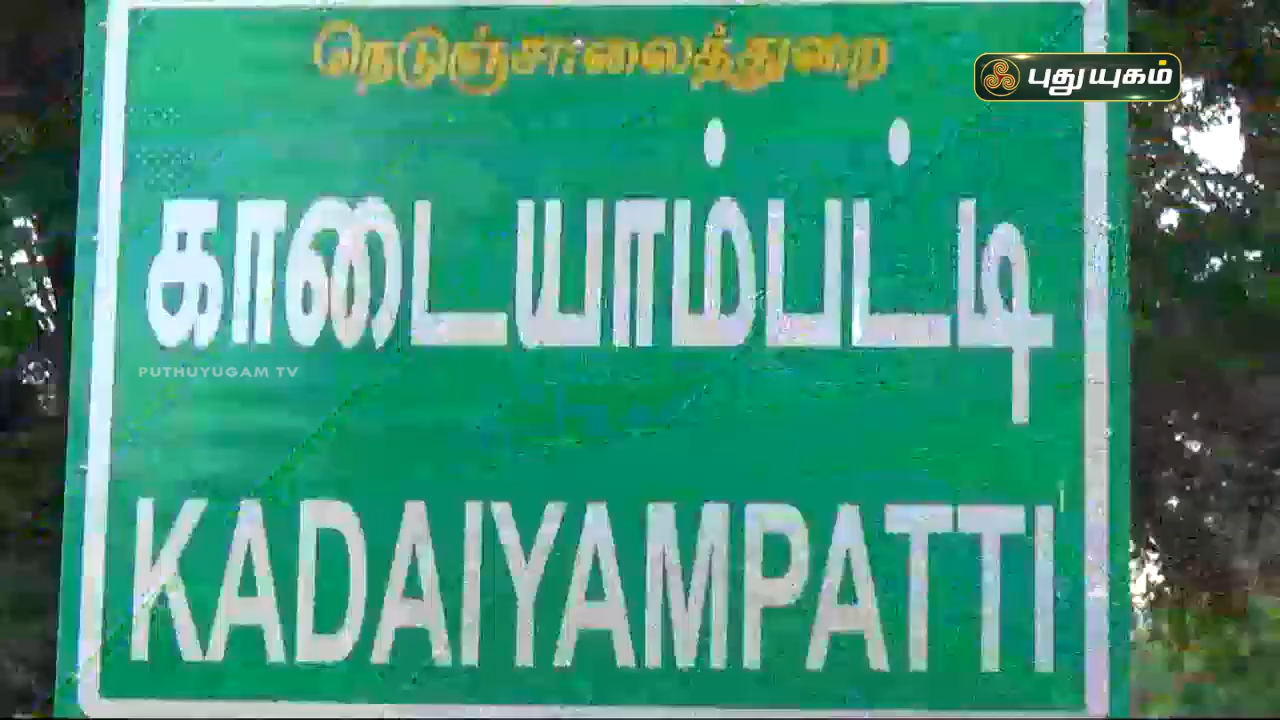 நெடுஞ்சாலைத்துறை
புதுயுகம்
காடையாம்பட்டி
PUTHUYUGAM TV
KADAIYAMPATTI